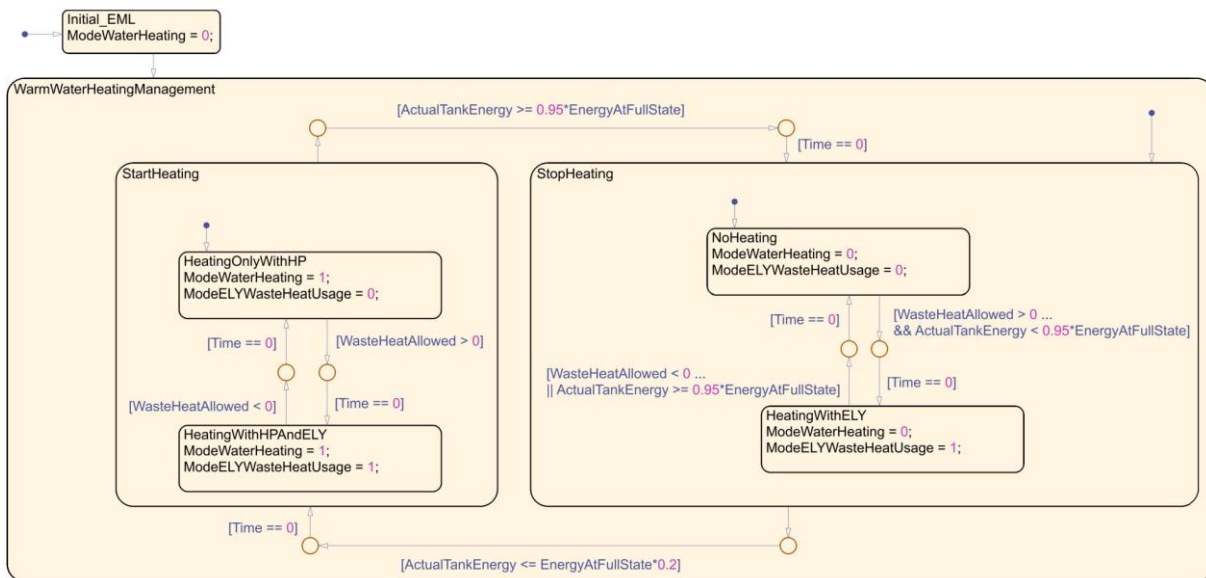 Initial_EML
ModeWaterHeating = 0;
WarmWaterHeatingManagement
[ActualTankEnergy >= 0.95*EnergyAtFullState]
[Time == 0]
StartHeating
HeatingOnlyWithHP
ModeWaterHeating = 1;
ModeELYWasteHeatUsage = 0;
[Time == 0]
[WasteHeatAllowed > 0]
[WasteHeatAllowed < 0]
[Time == 0]
HeatingWithHPAndELY
ModeWaterHeating = 1;
ModeELYWasteHeatUsage = 1;
StopHeating
NoHeating
ModeWaterHeating = 0;
ModeELYWasteHeatUsage = 0;
[Time == 0]
[WasteHeatAllowed > 0 ...
&& ActualTankEnergy < 0.95*EnergyAtFullState]
[WasteHeatAllowed < 0 ...
|| ActualTankEnergy >= 0.95*EnergyAtFullState]
[Time == 0]
HeatingWithELY
ModeWaterHeating = 0;
ModeELYWasteHeatUsage = 1;
[Time == 0]
[ActualTankEnergy <= EnergyAtFullState*0.2]